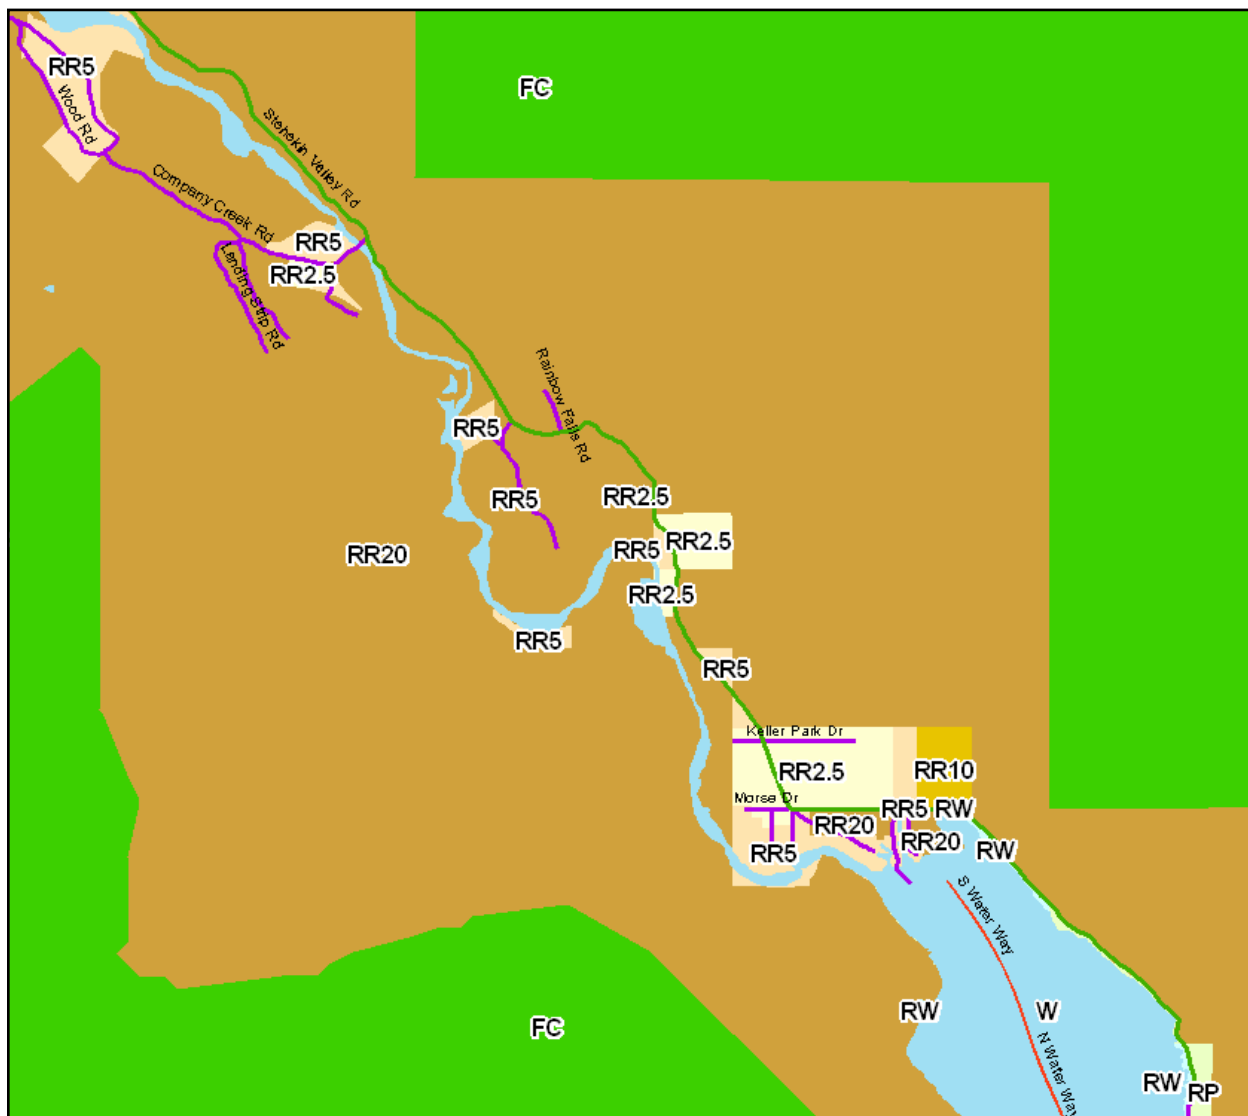 RR5
FC
Wood Rd
Stehekin Valley Rd
Company Creek Rd
RR5
RR2.5
Landing Strip Rd
Rainbow Falls Rd
RR5
RR5
RR2.5
RR2.5
RR5
RR20
RR2.5
RR5
RR5
Keller Park Dr
RR2.5
RR10
Morse Dr
RR5
RW
RR20
RR20
RW
RR5
S Water Way
RW
W
FC
N Water Way
RW
RP